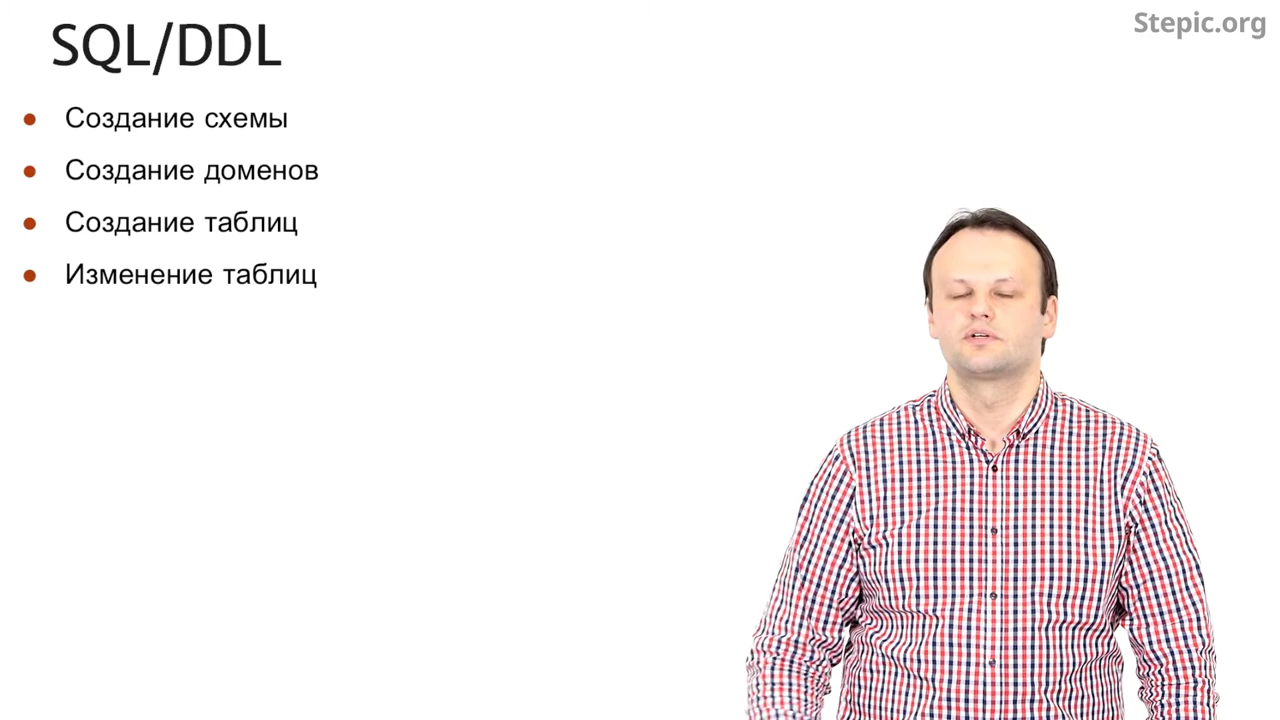 SQL/DDL
Stepic.org
Создание схемы
Создание доменов
Создание таблиц
Изменение таблиц